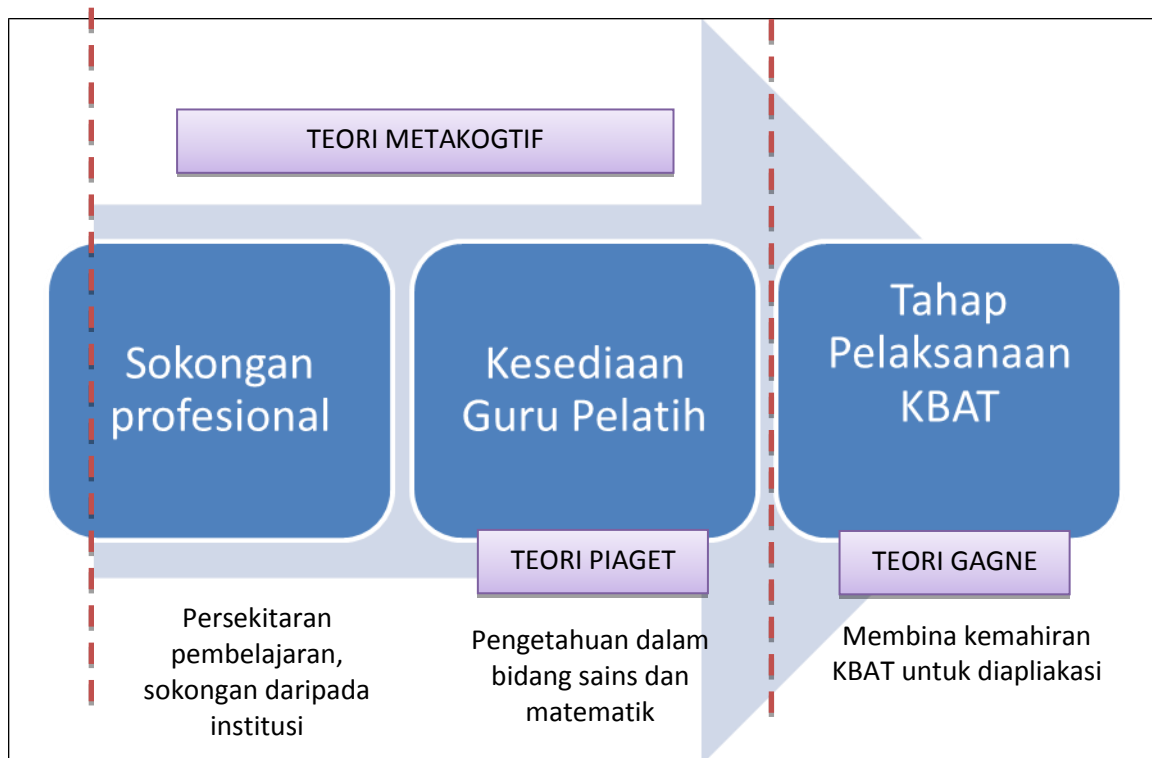 TEORI METAKOGTIF
Sokongan
profesional
Kesediaan
Guru Pelatih
Tahap
Pelaksanaan
KBAT
TEORI PIAGET
TEORI GAGNE
Persekitaran
pembelajaran,
sokongan daripada
institusi
Pengetahuan dalam
bidang sains dan
matematik
Membina kemahiran
KBAT untuk diapliakasi